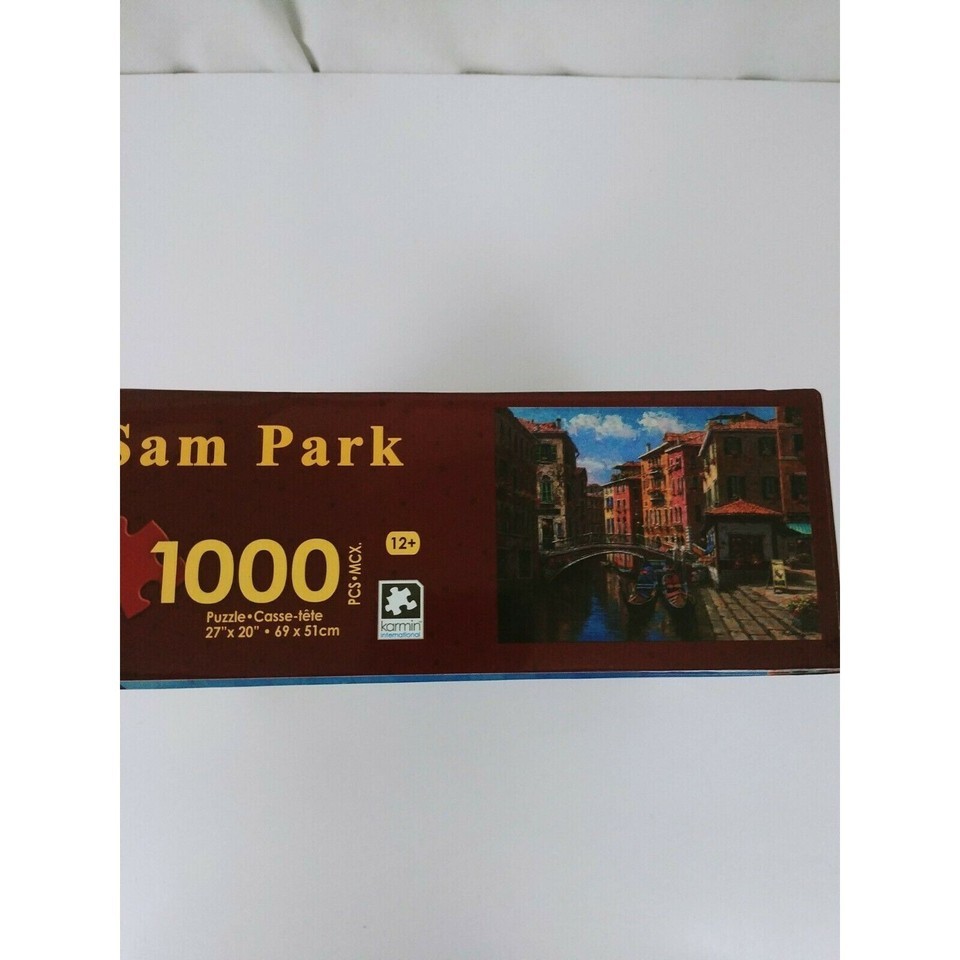 Sam Park
1000
PCS•MCX.
12+
Puzzle•Casse-tête
27"x 20" • 69 x 51cm
karmin
international